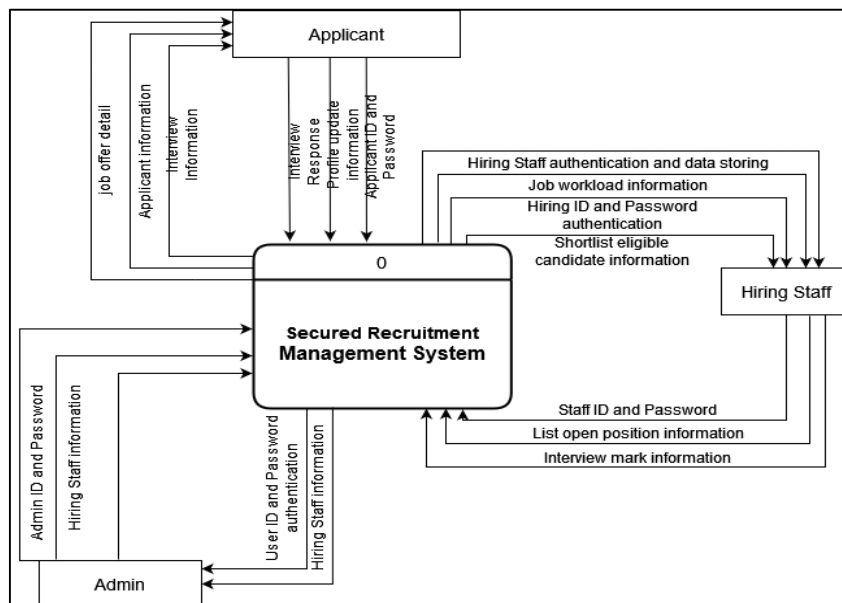 Applicant
job offer detail
Applicant information
Interview
Information
Interview
Response
Profile update
information
Applicant ID and
Password
Hiring Staff authentication and data storing
Job workload information
Hiring ID and Password
authentication
Shortlist eligible
candidate information
0
Secured Recruitment
Management System
Hiring Staff
Staff ID and Password
List open position information
Interview mark information
Admin ID and Password
Hiring Staff information
User ID and Password
authentication
Hiring Staff information
Admin